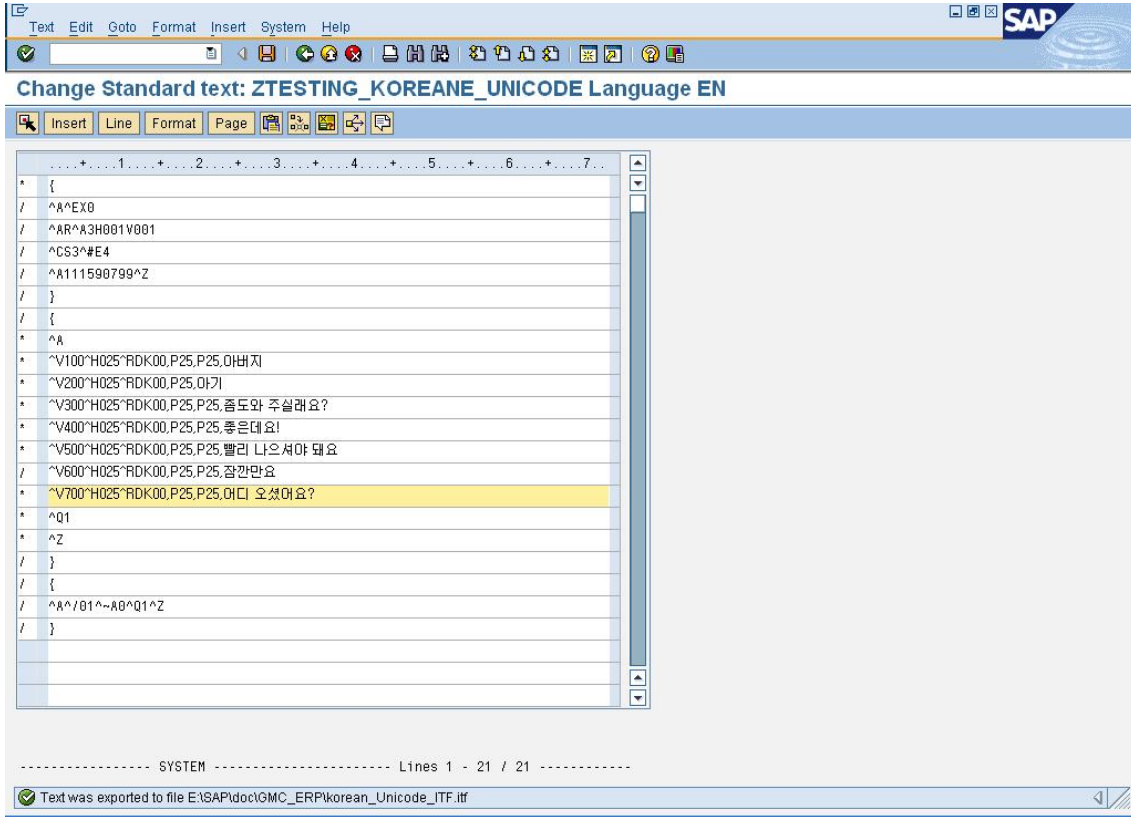 Text Edit Goto Format Insert System Help
SAP
Change Standard text: ZTESTING_KOREANE_UNICODE Language EN
Insert Line Format Page
....+....1....+....2....+....3....+....4....+....5....+....6....+....7..
* {
/ ^A^EX0
/ ^AR^A3H001V001
/ ^CS3^#E4
/ ^A111590799^Z
/ }
/ {
* ^A
* ^V100^H025^RDK00,P25,P25,아버지
* ^V200^H025^RDK00,P25,아기
* ^V300^H025^RDK00,P25,P25,좀도와 주실래요?
* ^V400^H025^RDK00,P25,P25,좋은데요!
* ^V500^H025^RDK00,P25,P25,빨리 나으셔야 돼요
/ ^V600^H025^RDK00,P25,P25,잠깐만요
* ^V700^H025^RDK00,P25,P25,어디 오셨어요?
* ^Q1
* ^Z
/ }
/ {
/ ^A^/01^~A0^Q1^Z
/ }
----------------- SYSTEM ----------------------- Lines 1 - 21 / 21 ------------
Text was exported to file E:\SAP\doc\GMC_ERP\korean_Unicode_ITF.itf